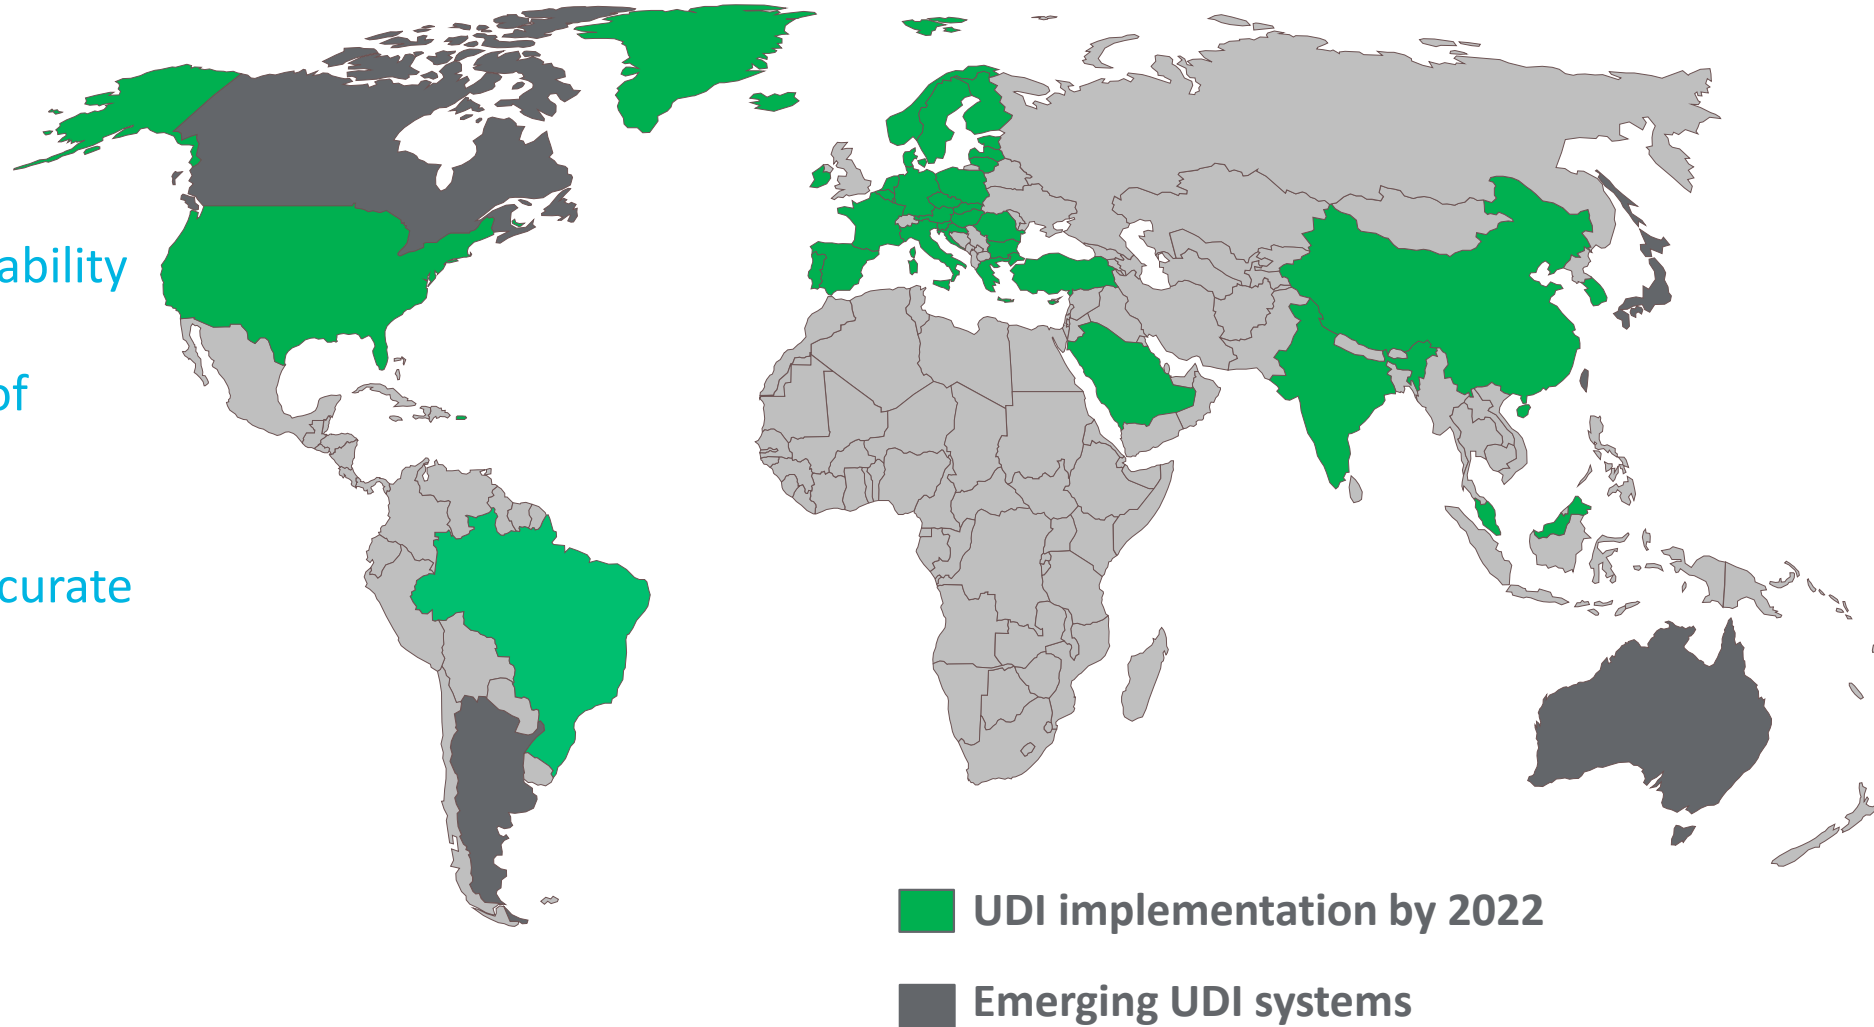 ability
of
curate
UDI implementation by 2022
Emerging UDI systems